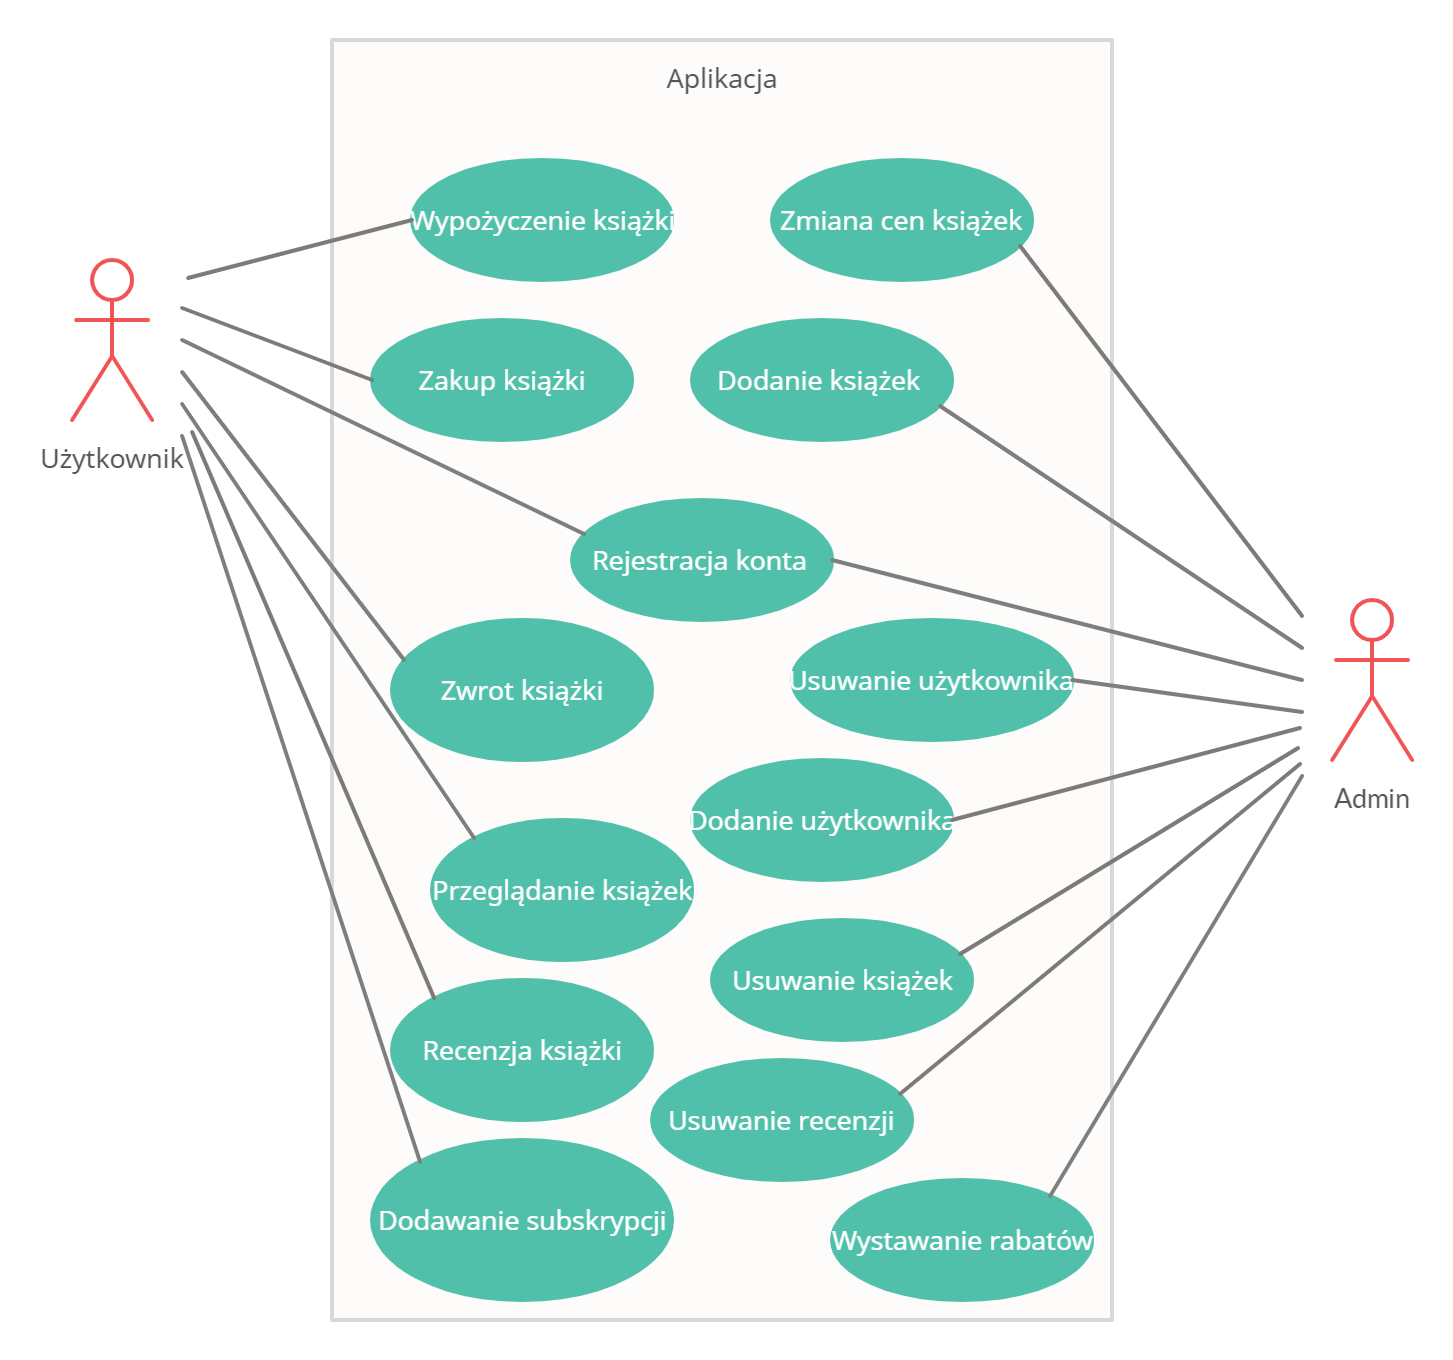 Aplikacja
Wypożyczenie książki
Zmiana cen książek
Zakup książki
Dodanie książek
Użytkownik
Rejestracja konta
Zwrot książki
Usuwanie użytkownika
Admin
Dodanie użytkownika
Przeglądanie książek
Usuwanie książek
Recenzja książki
Usuwanie recenzji
Dodawanie subskrypcji
Wystawanie rabatów